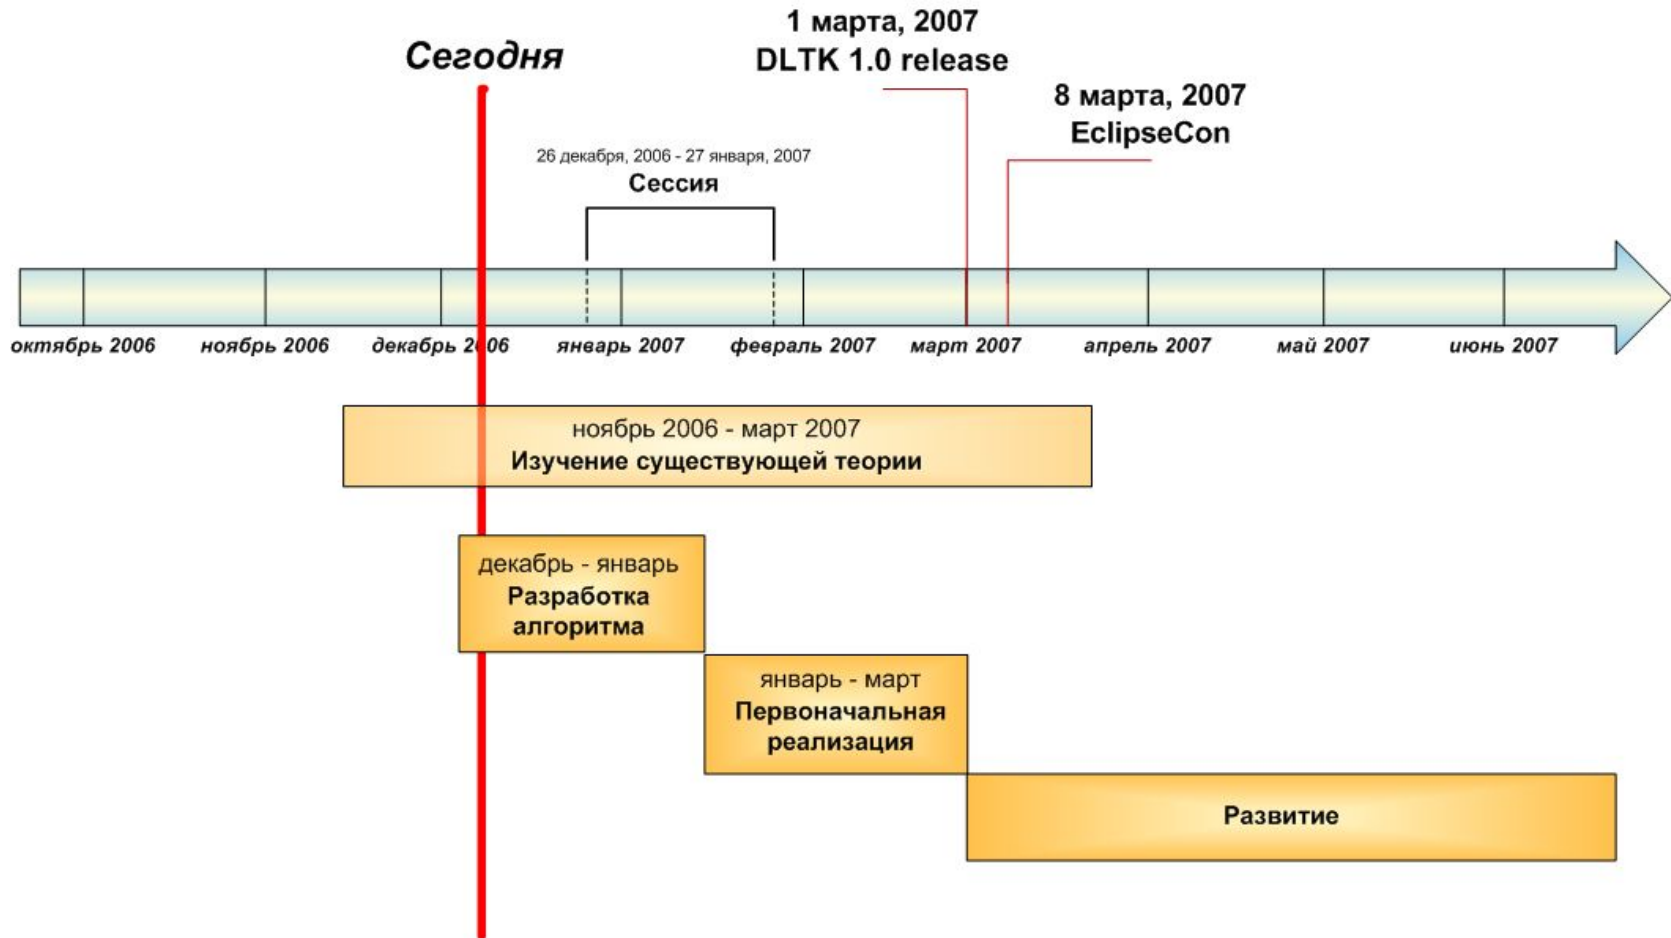 1 марта, 2007
DLTK 1.0 release
Сегодня
8 марта, 2007
EclipseCon
26 декабря, 2006 - 27 января, 2007
Сессия
октябрь 2006
ноябрь 2006
декабрь 2006
январь 2007
февраль 2007
март 2007
апрель 2007
май 2007
июнь 2007
ноябрь 2006 - март 2007
Изучение существующей теории
декабрь - январь
Разработка
алгоритма
январь - март
Первоначальная
реализация
Развитие